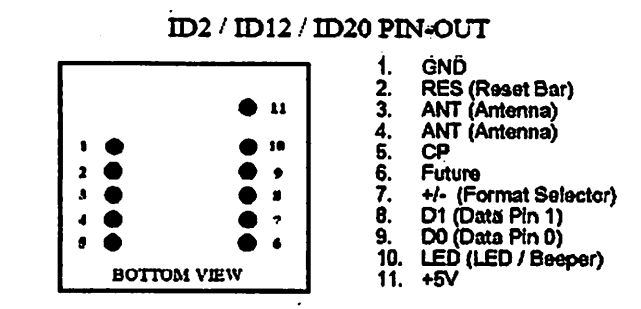 ID2 / ID12 / ID20 PIN-OUT
11
1 10
2 9
3 8
4 7
5 6
BOTTOM VIEW
1. GND
2. RES (Reset Bar)
3. ANT (Antenna)
4. ANT (Antenna)
5. CP
6. Future
7. +/- (Format Selector)
8. D1 (Data Pin 1)
9. D0 (Data Pin 0)
10. LED (LED / Beeper)
11. +5V